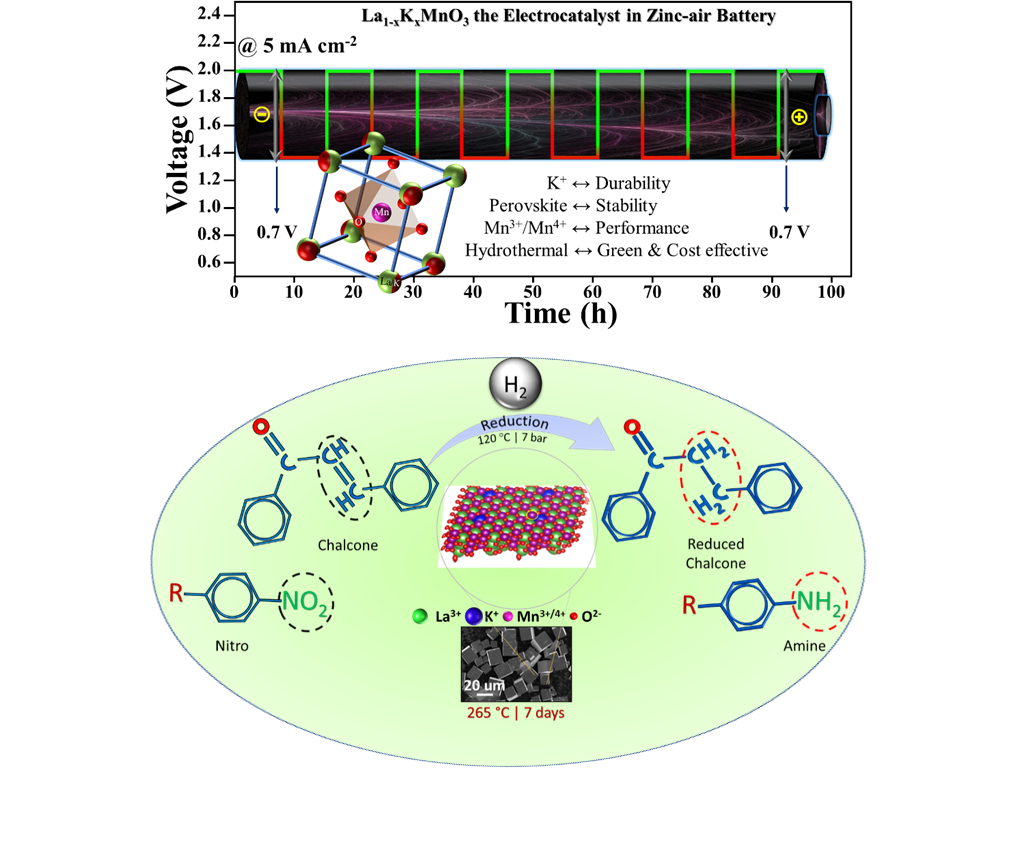 La₁₋ₓKₓMnO₃ the Electrocatalyst in Zinc-air Battery
@ 5 mA cm⁻²
Voltage (V)
2.4
2.2
2.0
1.8
1.6
1.4
1.2
1.0
0.8
0.6
−
+
0.7 V
0.7 V
Mn
O
La K
K⁺ ↔ Durability
Perovskite ↔ Stability
Mn³⁺/Mn⁴⁺ ↔ Performance
Hydrothermal ↔ Green & Cost effective
0 10 20 30 40 50 60 70 80 90 100
Time (h)
H₂
Reduction
120 °C | 7 bar
O
C
CH
HC
Chalcone
O
C
CH₂
C
H₂
Reduced
Chalcone
R
NO₂
Nitro
R
NH₂
Amine
La³⁺ K⁺ Mn³⁺/⁴⁺ O²⁻
20 um
265 °C | 7 days